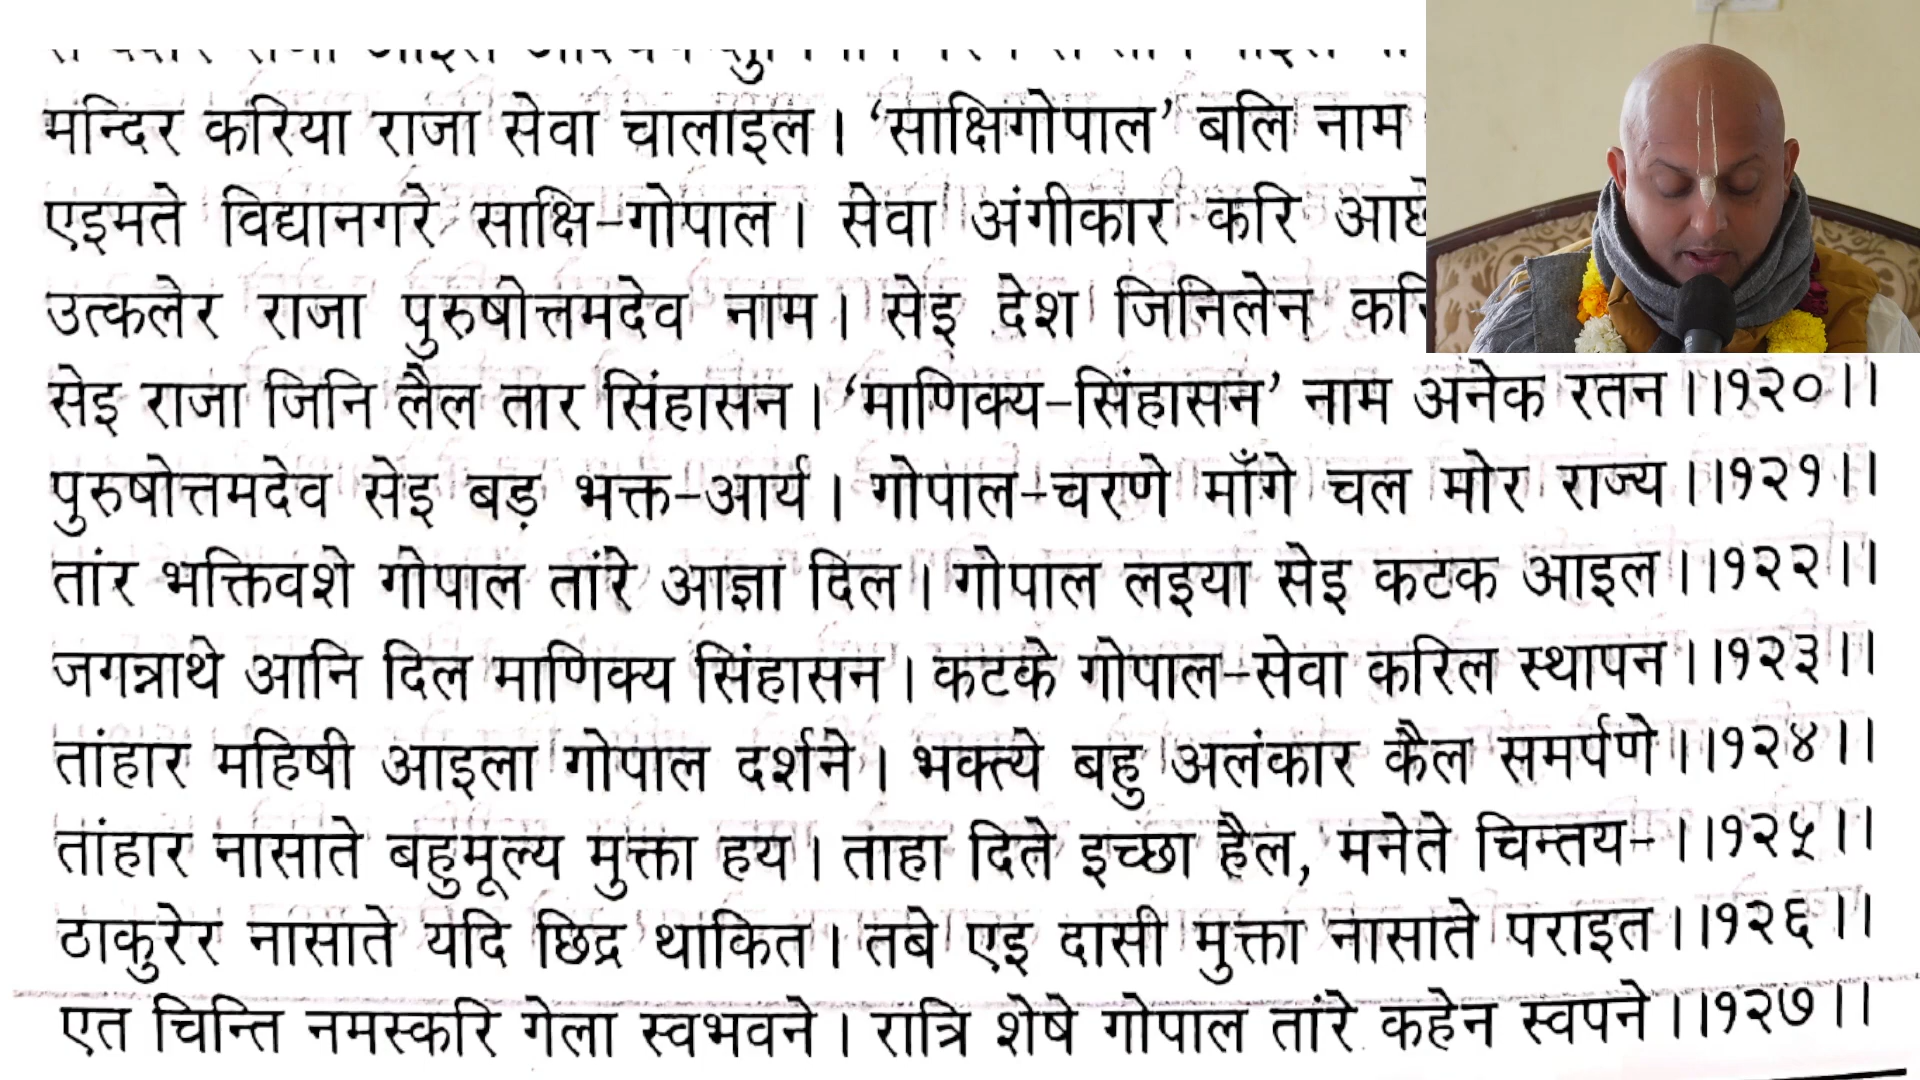 मन्दिर करिया राजा सेवा चालाइल। ‘साक्षिगोपाल’ बलि नाम
एइमते विद्यानगरे साक्षि-गोपाल। सेवा अंगीकार करि
उत्कलेर राजा पुरुषोत्तमदेव नाम। सेइ देश जिनिलेन
सेइ राजा जिनि लैल तार सिंहासन। ‘माणिक्य-सिंहासन’ नाम अनेक रतन।।१२०।।
पुरुषोत्तमदेव सेइ बड़ भक्त-आर्य। गोपाल-चरणे माँगे चल मोर राज्य।।१२१।।
तांर भक्तिवशे गोपाल तांरे आज्ञा दिल। गोपाल लइया सेइ कटक आइल।।१२२।।
जगन्नाथे आनि दिल माणिक्य सिंहासन। कटके गोपाल-सेवा करिल स्थापन।।१२३।।
तांहार महिषी आइला गोपाल दर्शने। भक्त्ये बहु अलंकार कैल समर्पणे।।१२४।।
तांहार नासाते बहुमूल्य मुक्ता हय। ताहा दिते इच्छा हैल, मनेते चिन्तय-।।१२५।।
ठाकुरेर नासाते यदि छिद्र थाकित। तबे एइ दासी मुक्ता नासाते पराइत।।१२६।।
एत चिन्ति नमस्करि गेला स्वभवने। रात्रि शेषे गोपाल तांरे कहेन स्वपने।।१२७।।